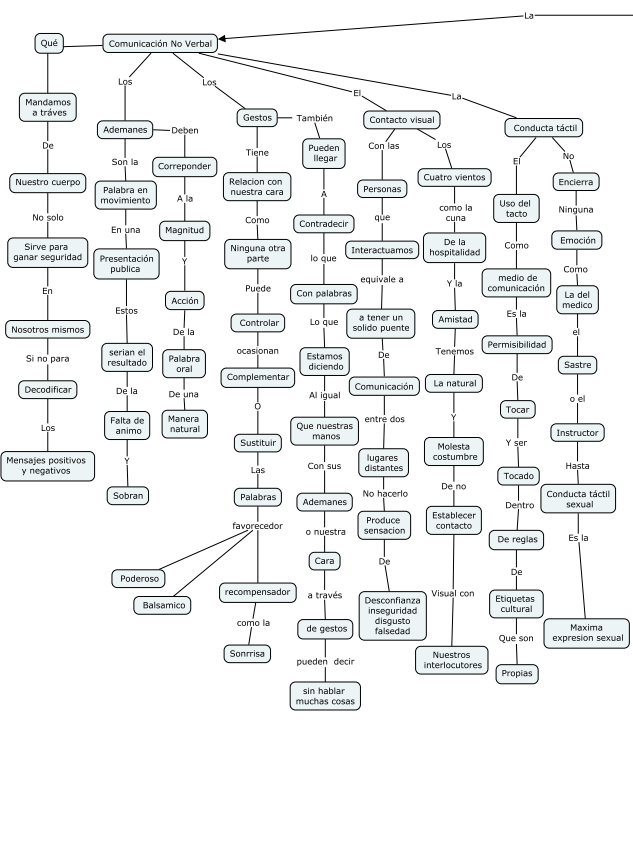 La
Qué
Comunicación No Verbal
Mandamos
a tráves
De
Nuestro cuerpo
No solo
Sirve para
ganar seguridad
En
Nosotros mismos
Si no para
Decodificar
Los
Mensajes positivos
y negativos
Los
Ademanes
Son la
Palabra en
movimiento
En una
Presentación
publica
Estos
serian el
resultado
De la
Falta de
animo
Y
Sobran
Deben
Correponder
A la
Magnitud
y
Acción
De la
Palabra
oral
De una
Manera
natural
Los
Gestos
Tiene
Relacion con
nuestra cara
Como
Ninguna otra
parte
Puede
Controlar
ocasionan
Complementar
O
Sustituir
Las
Palabras
favorecedor
Poderoso
Balsamico
recompensador
como la
Sonrrisa
También
Pueden
llegar
A
Contradecir
lo que
Con palabras
Lo que
Estamos
diciendo
Al igual
Que nuestras
manos
Con sus
Ademanes
o nuestra
Cara
a través
de gestos
pueden decir
sin hablar
muchas cosas
El
Contacto visual
Con las
Personas
que
Interactuamos
equivale a
a tener un
solido puente
De
Comunicación
entre dos
lugares
distantes
No hacerlo
Produce
sensacion
De
Desconfianza
inseguridad
disgusto
falsedad
Los
Cuatro vientos
como la
cuna
De la
hospitalidad
Y la
Amistad
Tenemos
La natural
Y
Molesta
costumbre
De no
Establecer
contacto
Visual con
Nuestros
interlocutores
La
Conducta táctil
El
Uso del
tacto
Como
medio de
comunicación
Es la
Permisibilidad
De
Tocar
Y ser
Tocado
Dentro
De reglas
De
Etiquetas
cultural
Que son
Propias
No
Encierra
Ninguna
Emoción
Como
La del
medico
el
Sastre
o el
Instructor
Hasta
Conducta táctil
sexual
Es la
Maxima
expresion sexual